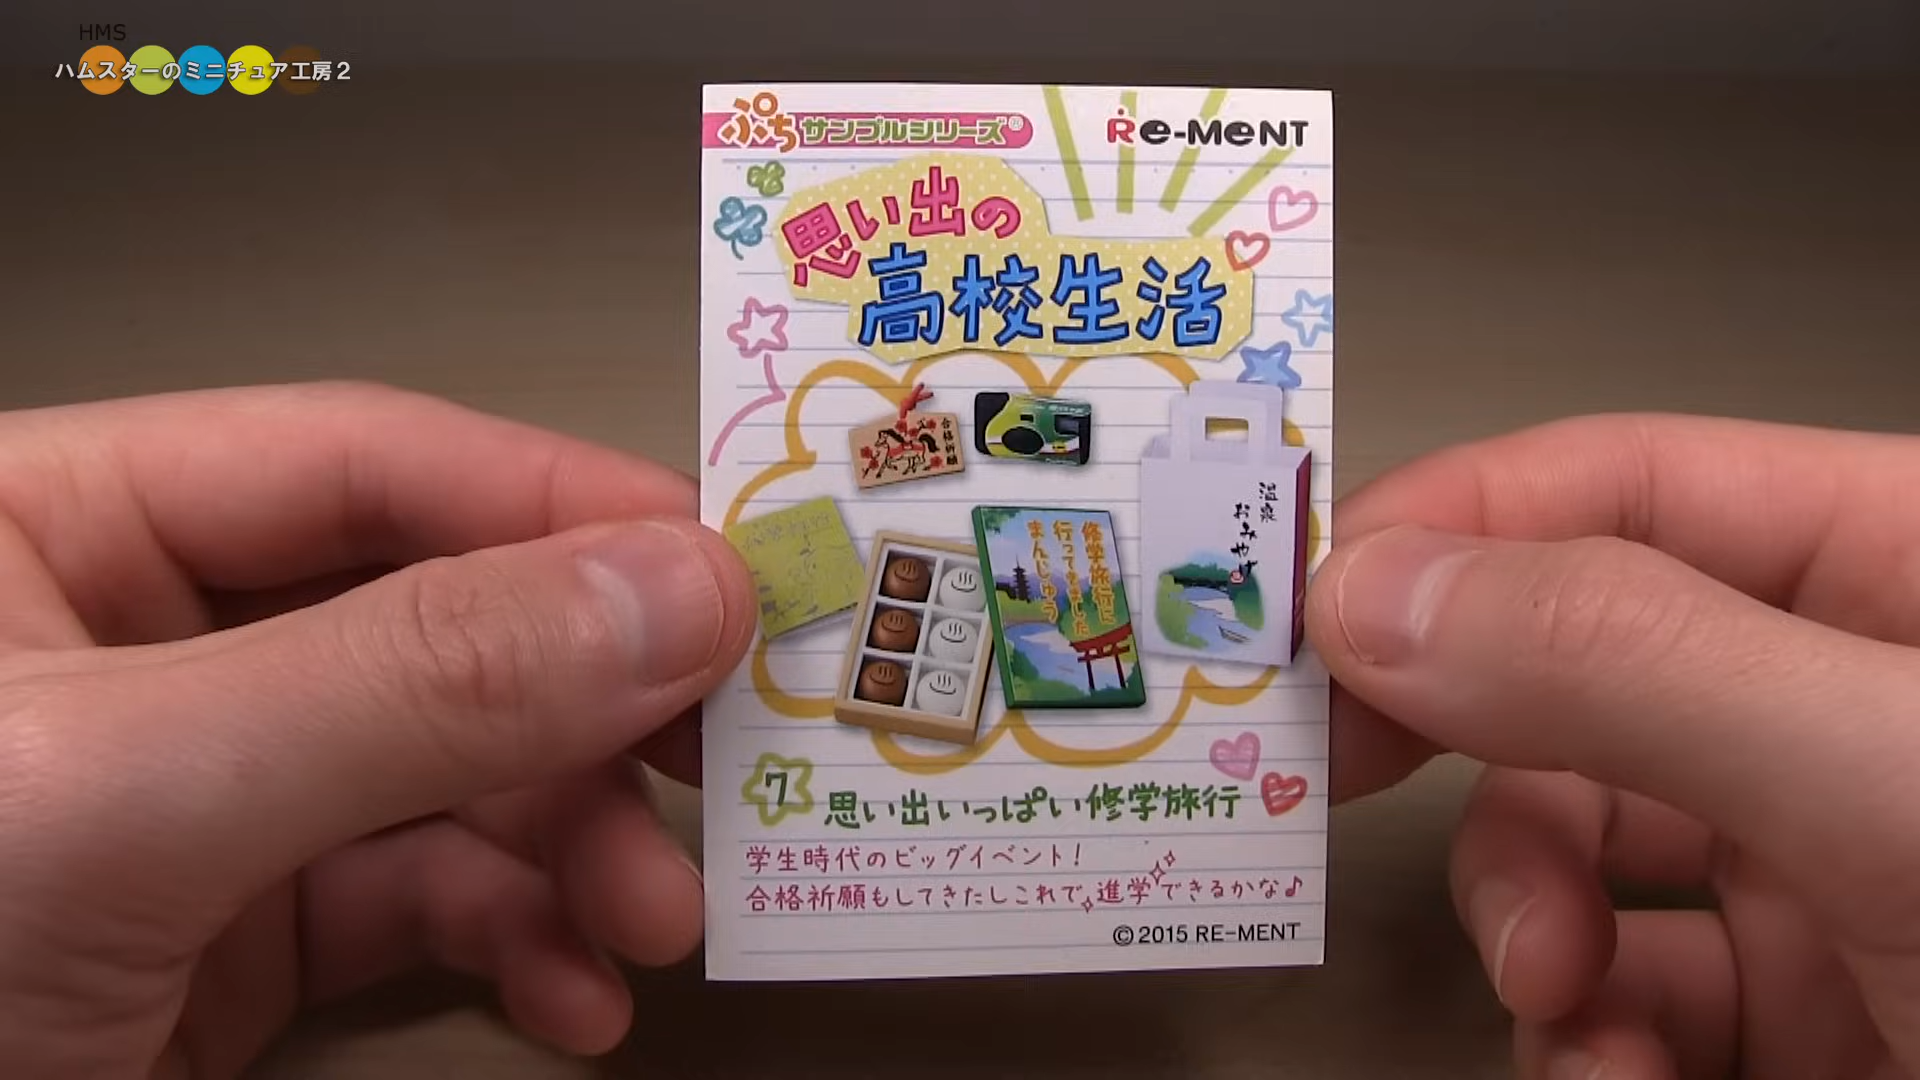 HMS
ハムスターのミニチュア工房2
ぷちサンプルシリーズ®
Re-MeNT
思い出の
高校生活
合格祈願
修学旅行に
行ってきました
まんじゅう
温泉
おみやげ
7
思い出いっぱい修学旅行
学生時代のビッグイベント!
合格祈願もしてきたしこれで進学できるかな♪
©2015 RE-MENT